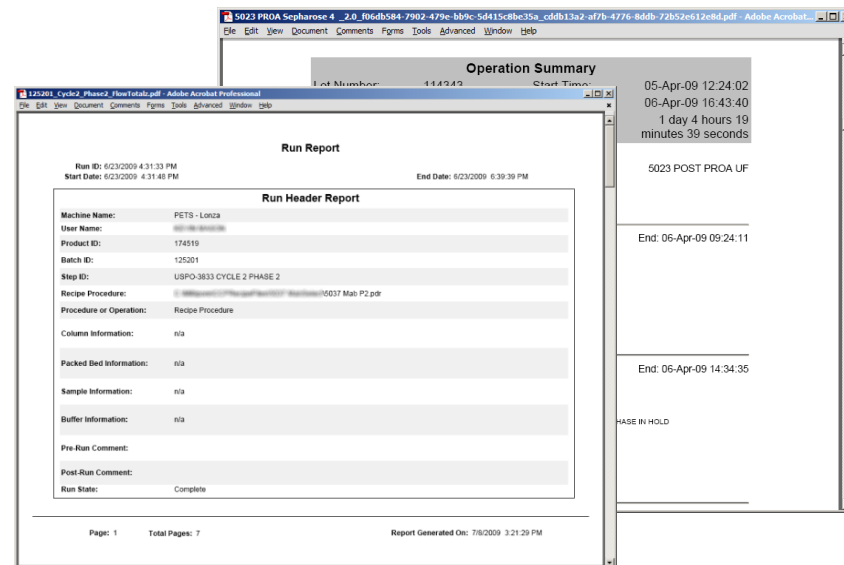 5023 PROA Sepharose 4 _2.0_f06db584-7902-479e-bb9c-5d415c8be35a_cddb13a2-af7b-4776-8ddb-72b52e612e8d.pdf - Adobe Acrobat...
File Edit View Document Comments Forms Tools Advanced Window Help
Operation Summary
Lot Number: 114343 Start Time: 05-Apr-09 12:24:02
06-Apr-09 16:43:40
1 day 4 hours 19
minutes 39 seconds
5023 POST PROA UF
End: 06-Apr-09 09:24:11
End: 06-Apr-09 14:34:35
HASE IN HOLD
125201_Cycle2_Phase2_FlowTotalz.pdf - Adobe Acrobat Professional
File Edit View Document Comments Forms Tools Advanced Window Help
Run Report
Run ID: 6/23/2009 4:31:33 PM
Start Date: 6/23/2009 4:31:48 PM End Date: 6/23/2009 6:39:39 PM
Run Header Report
Machine Name: PETS - Lonza
User Name:
Product ID: 174519
Batch ID: 125201
Step ID: USPO-3833 CYCLE 2 PHASE 2
Recipe Procedure: \5037 Mab P2.pdr
Procedure or Operation: Recipe Procedure
Column Information: n/a
Packed Bed Information: n/a
Sample Information: n/a
Buffer Information: n/a
Pre-Run Comment:
Post-Run Comment:
Run State: Complete
Page: 1 Total Pages: 7 Report Generated On: 7/8/2009 3:21:29 PM